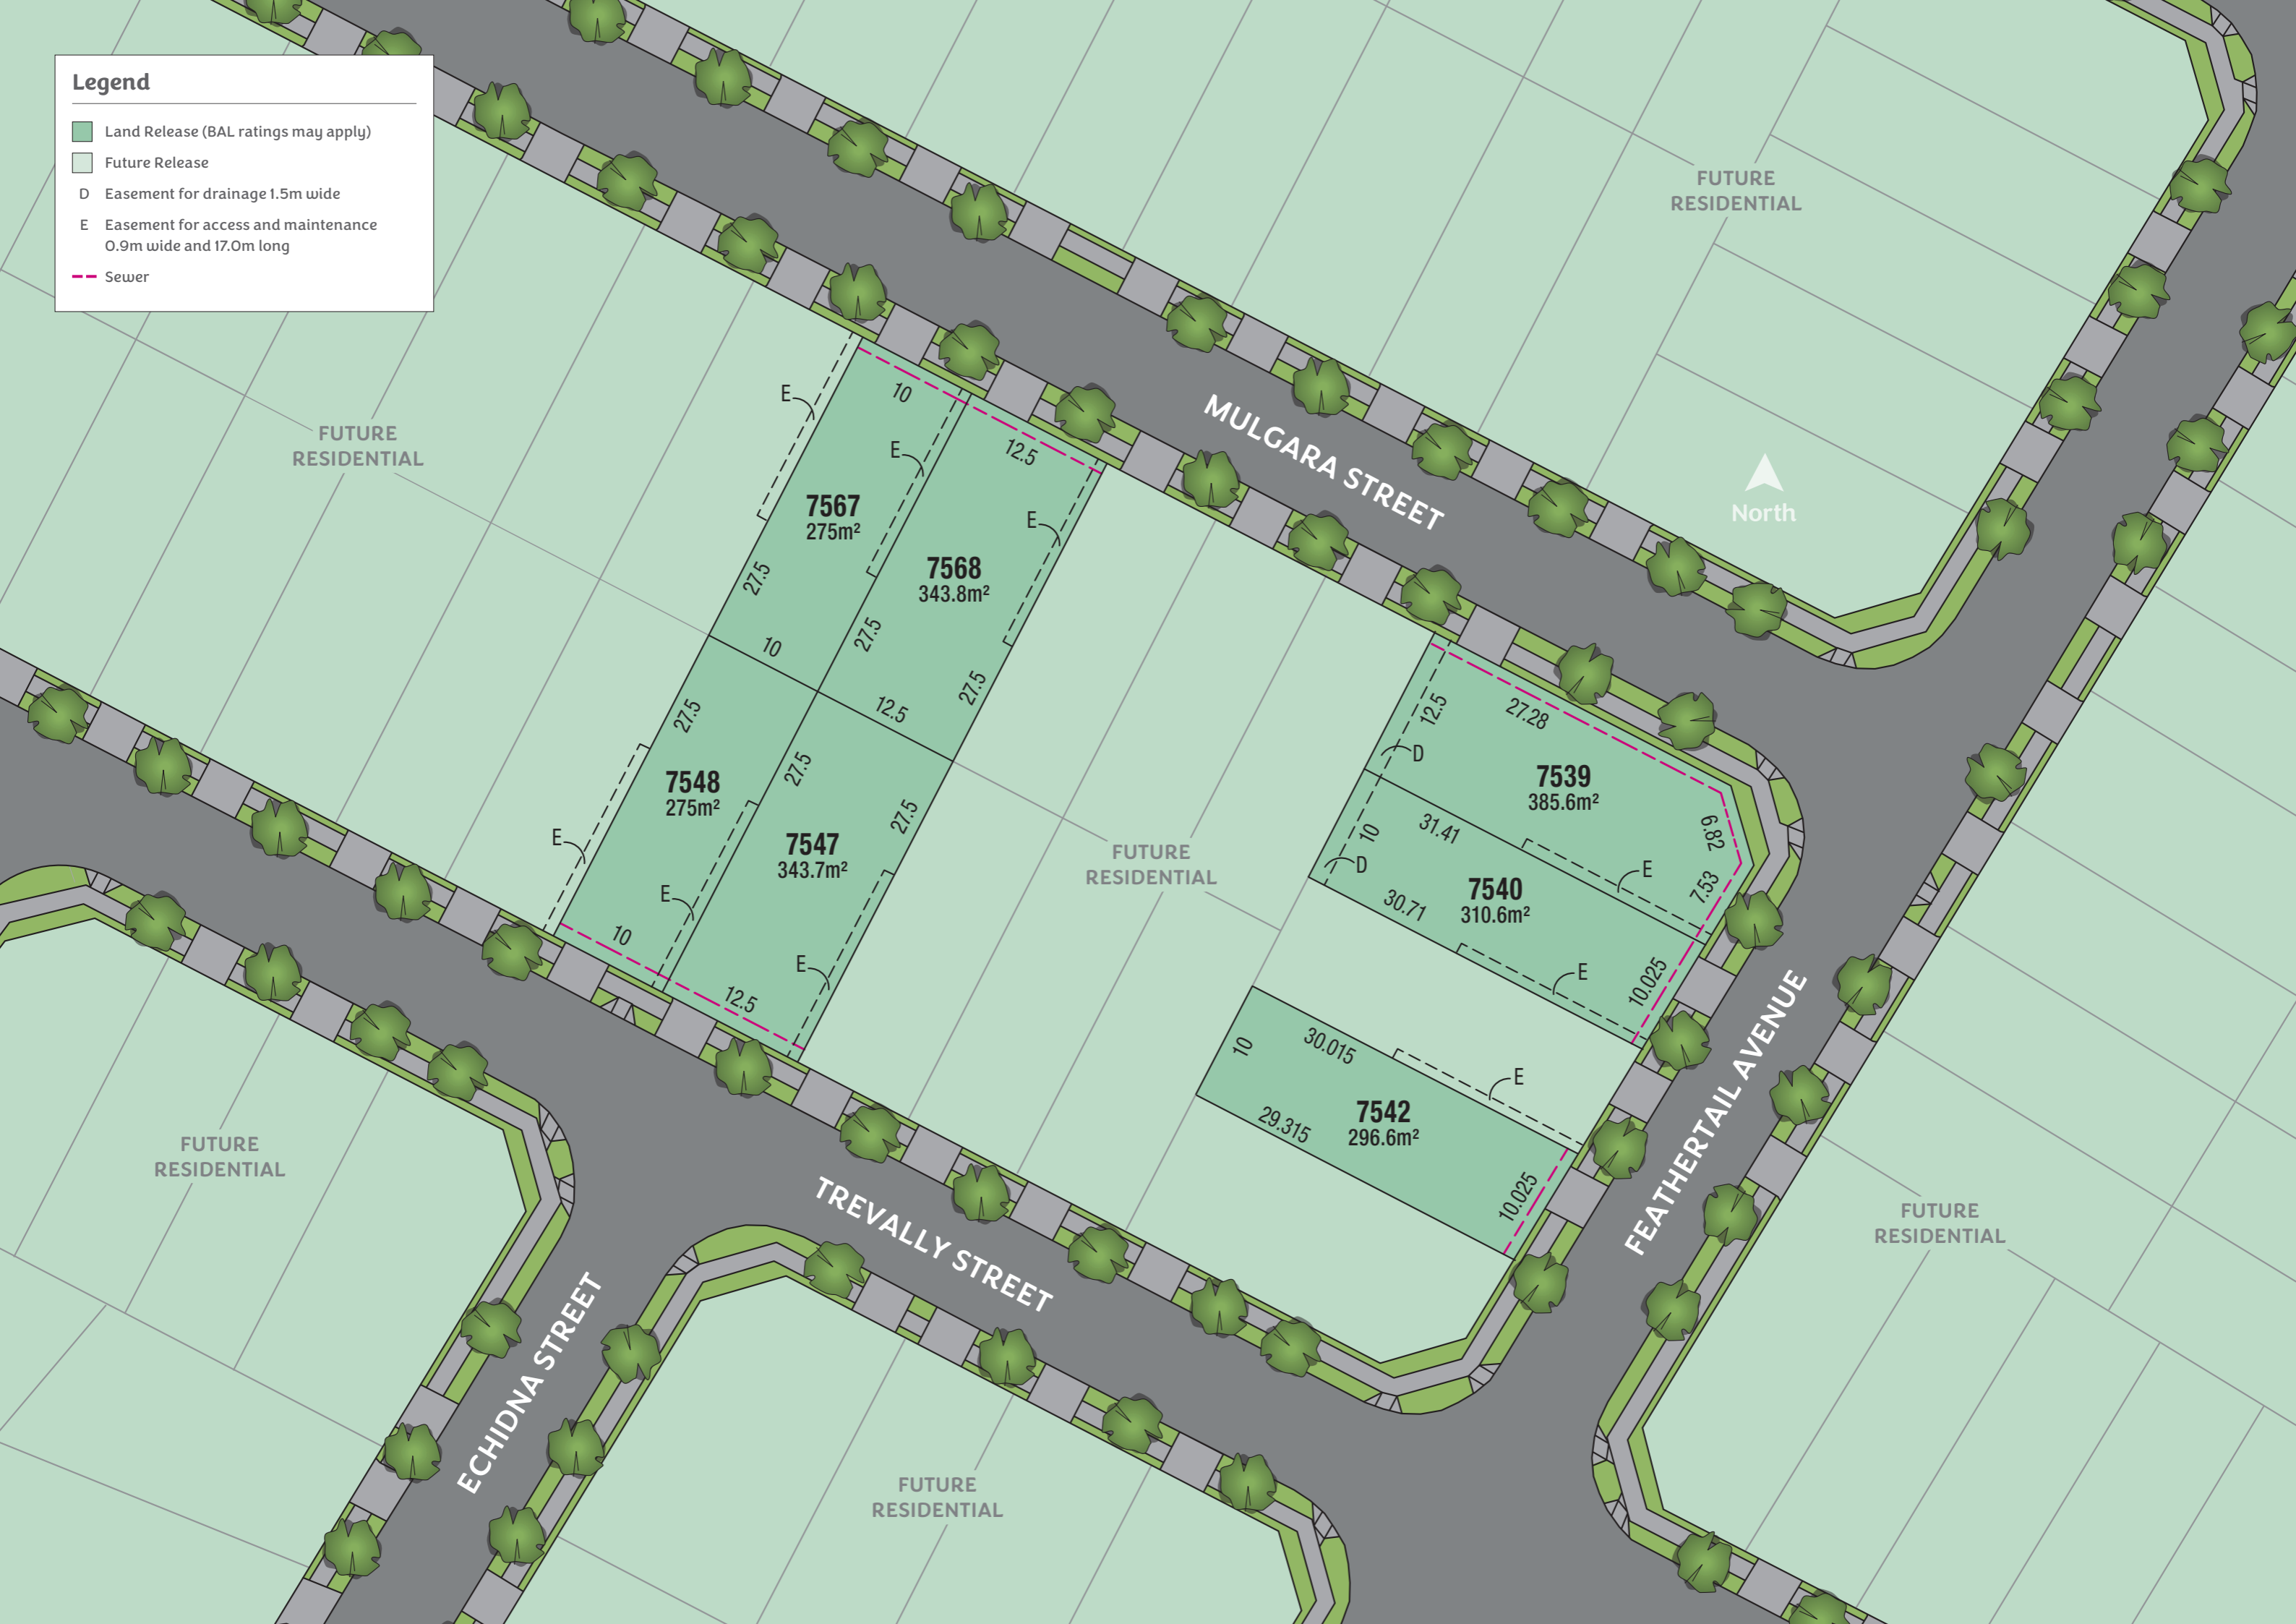 Legend
Land Release (BAL ratings may apply)
Future Release
D Easement for drainage 1.5m wide
E Easement for access and maintenance
0.9m wide and 17.0m long
Sewer
FUTURE
RESIDENTIAL
North
MULGARA STREET
FUTURE
RESIDENTIAL
E
10
E
12.5
E
7567
275m²
7568
343.8m²
27.5
27.5
27.5
10
12.5
27.5
27.5
27.5
7548
275m²
7547
343.7m²
E
E
E
10
12.5
FUTURE
RESIDENTIAL
12.5
27.28
D
7539
385.6m²
6.82
7.53
10
31.41
E
D
7540
310.6m²
30.71
E
10.025
10
30.015
E
7542
296.6m²
29.315
10.025
FEATHERTAIL AVENUE
TREVALLY STREET
ECHIDNA STREET
FUTURE
RESIDENTIAL
FUTURE
RESIDENTIAL
FUTURE
RESIDENTIAL